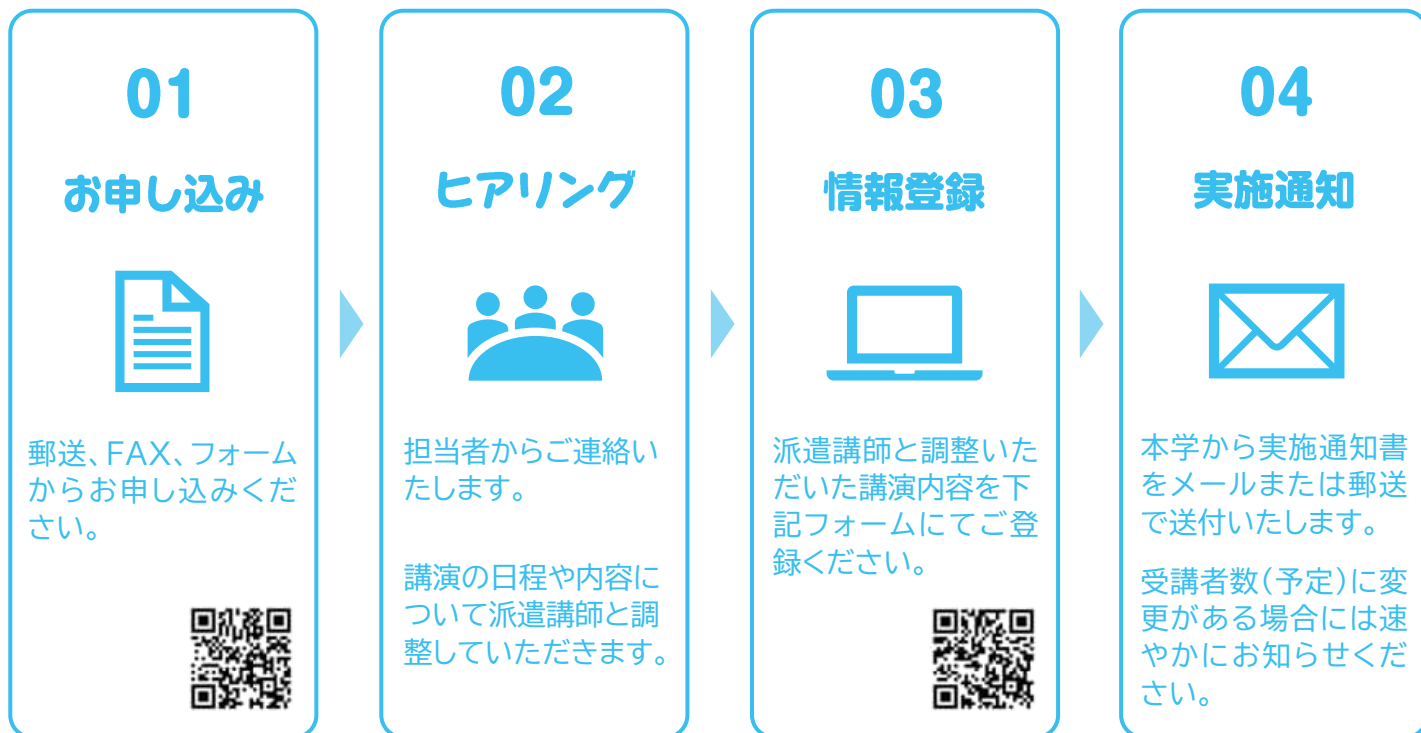 01
お申し込み
郵送、FAX、フォーム
からお申し込みくだ
さい。
02
ヒアリング
担当者からご連絡い
たします。
講演の日程や内容に
ついて派遣講師と調
整していただきます。
03
情報登録
派遣講師と調整いた
だいた講演内容を下
記フォームにてご登
録ください。
04
実施通知
本学から実施通知書
をメールまたは郵送
で送付いたします。
受講者数(予定)に変
更がある場合には速
やかにお知らせくだ
さい。